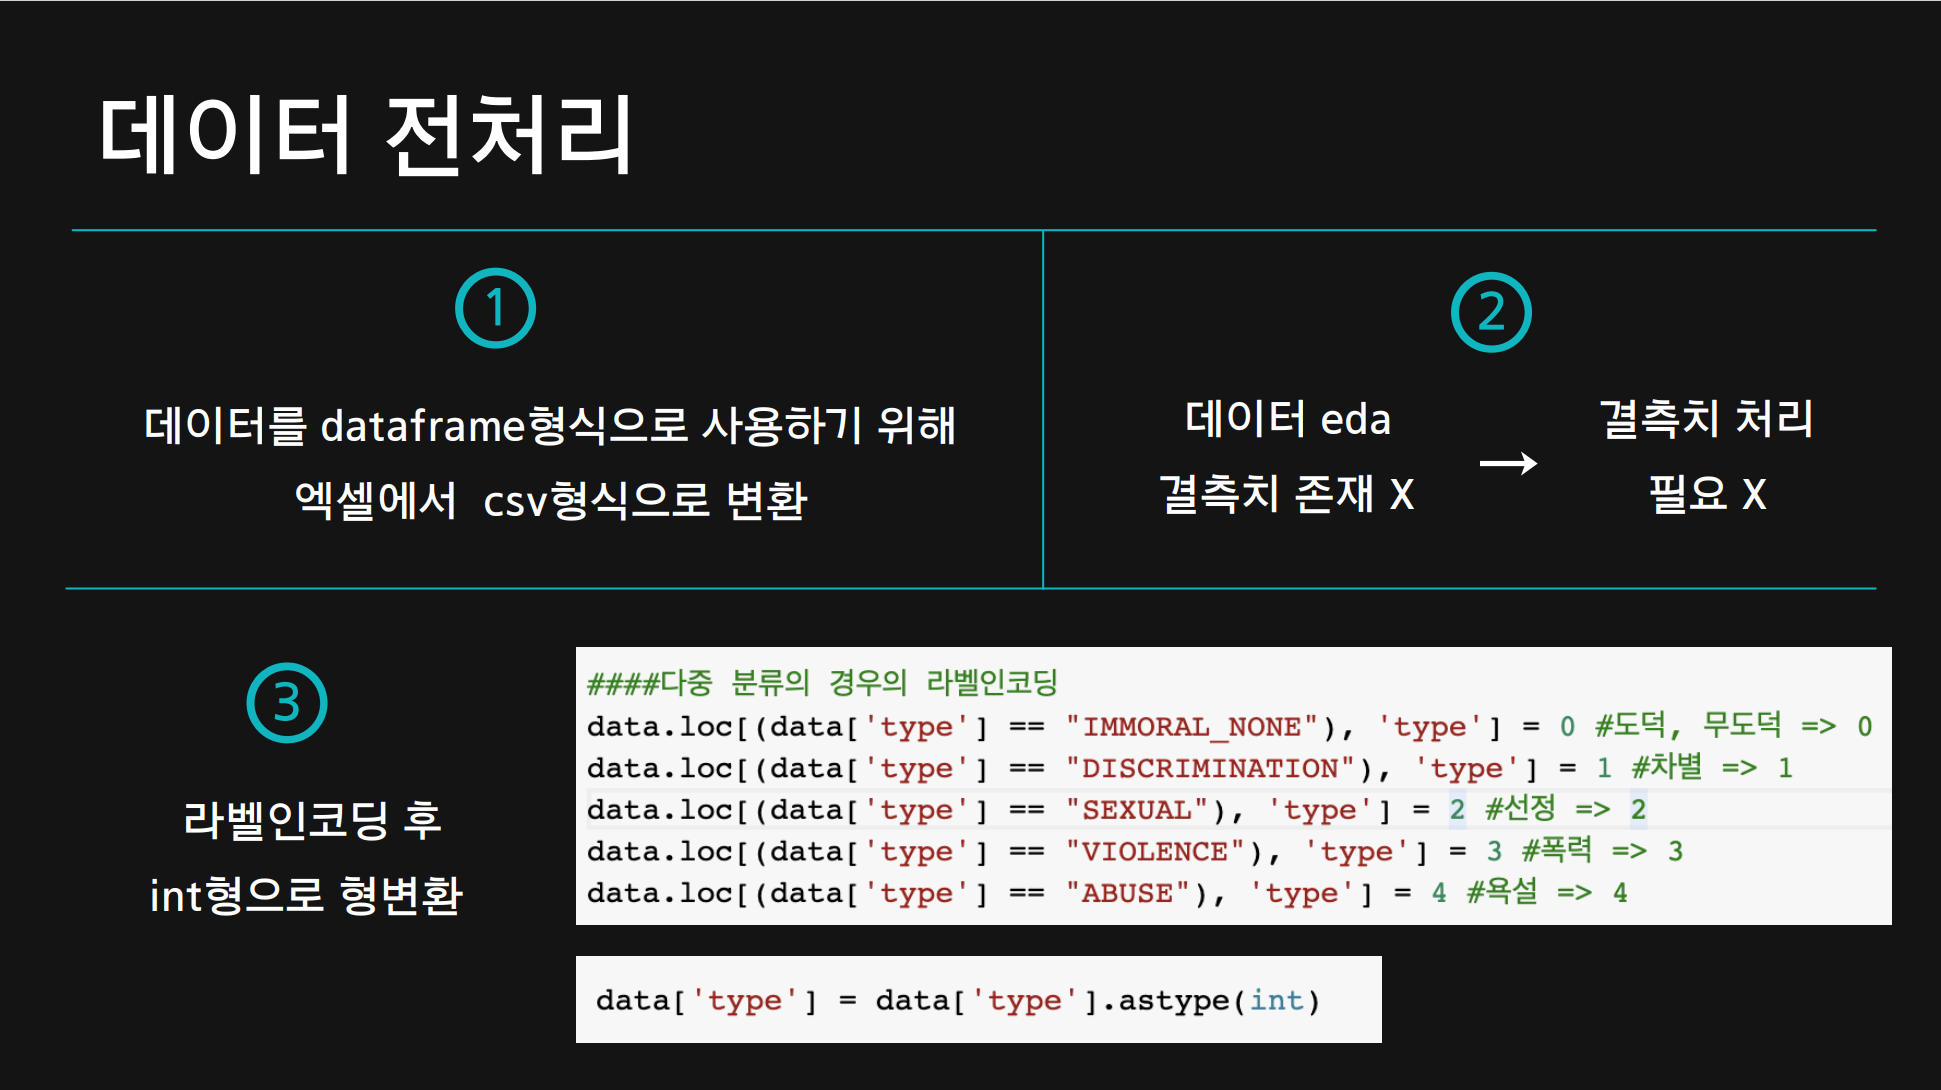 데이터 전처리
1
데이터를 dataframe형식으로 사용하기 위해
엑셀에서 csv형식으로 변환
2
데이터 eda
결측치 존재 X
→
결측치 처리
필요 X
3
라벨인코딩 후
int형으로 형변환
####다중 분류의 경우의 라벨인코딩
data.loc[(data['type'] == "IMMORAL_NONE"), 'type'] = 0 #도덕, 무도덕 => 0
data.loc[(data['type'] == "DISCRIMINATION"), 'type'] = 1 #차별 => 1
data.loc[(data['type'] == "SEXUAL"), 'type'] = 2 #선정 => 2
data.loc[(data['type'] == "VIOLENCE"), 'type'] = 3 #폭력 => 3
data.loc[(data['type'] == "ABUSE"), 'type'] = 4 #욕설 => 4
data['type'] = data['type'].astype(int)